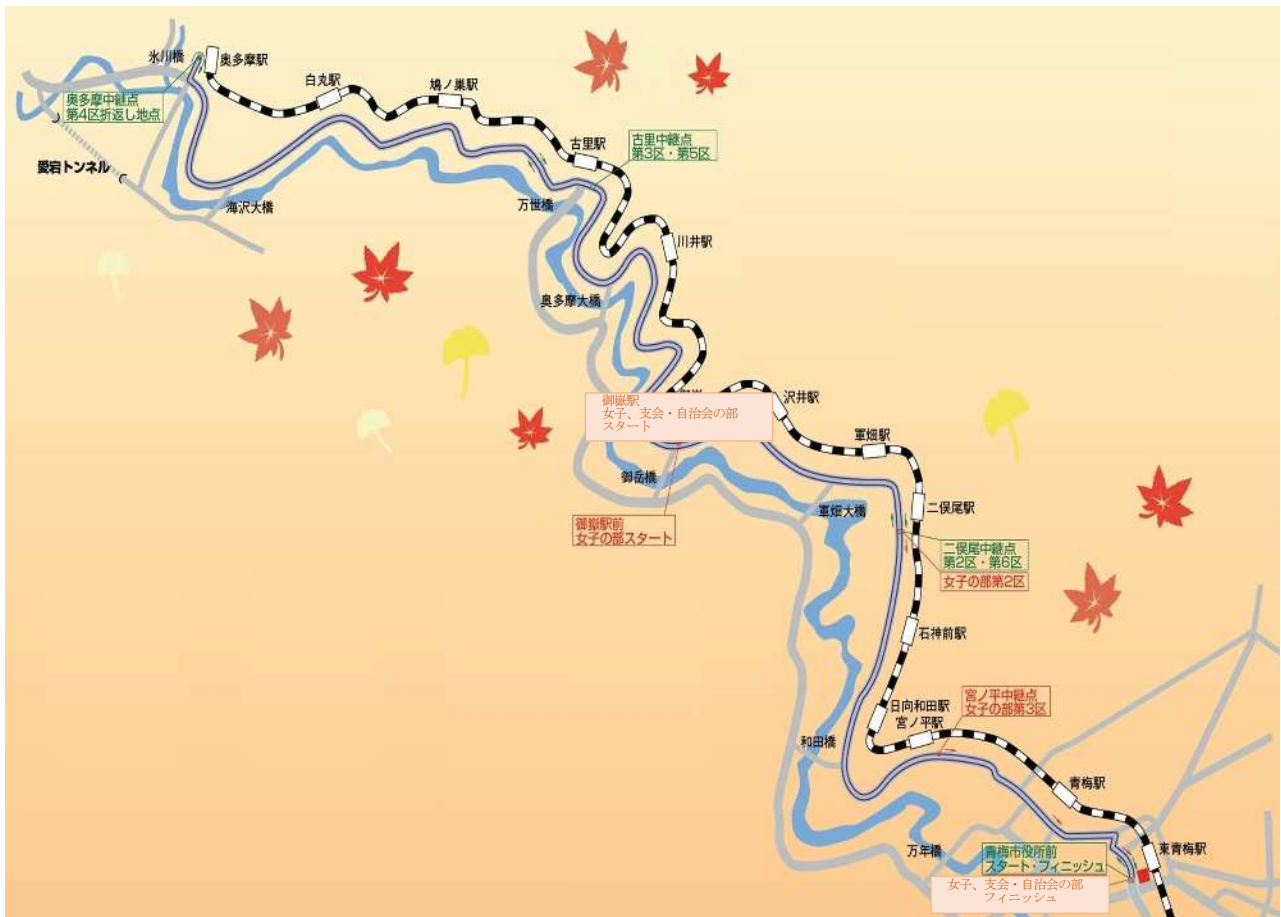 氷川橋
奥多摩駅
白丸駅
鳩ノ巣駅
奥多摩中継点
第4区折返し地点
古里駅
古里中継点
第3区・第5区
愛宕トンネル
海沢大橋
万世橋
川井駅
奥多摩大橋
御嶽駅
女子、支会・自治会の部
スタート
沢井駅
軍畑駅
御岳橋
軍畑大橋
二俣尾駅
御嶽駅前
女子の部スタート
二俣尾中継点
第2区・第6区
女子の部第2区
石神前駅
宮ノ平中継点
女子の部第3区
日向和田駅
宮ノ平駅
和田橋
青梅駅
万年橋
青梅市役所前
スタート・フィニッシュ
東青梅駅
女子、支会・自治会の部
フィニッシュ